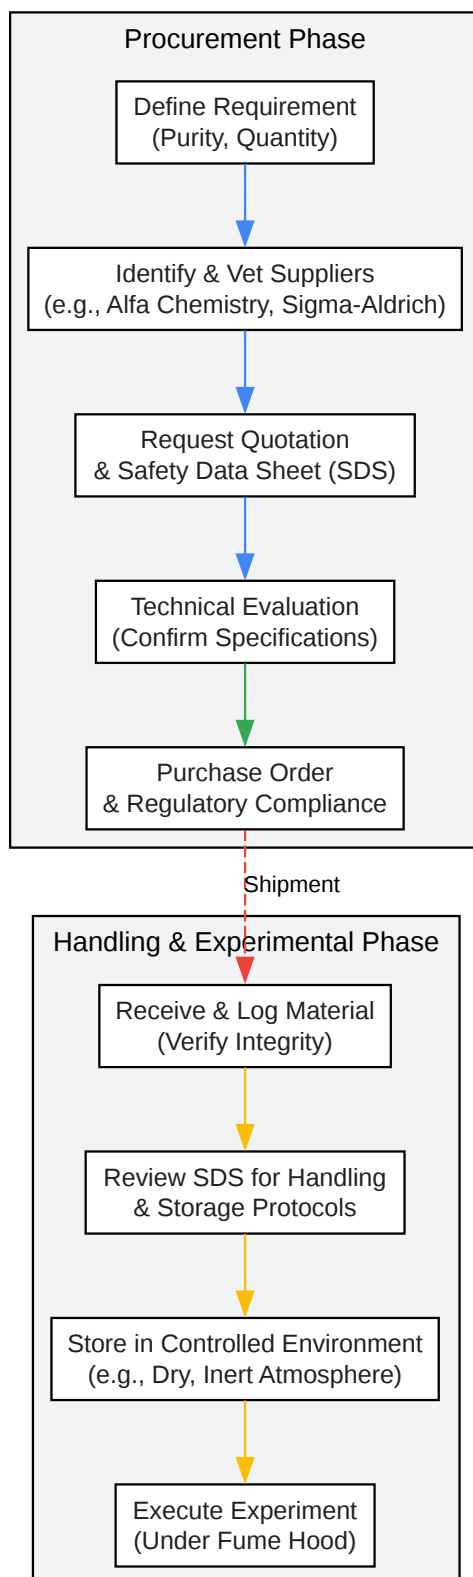 Procurement Phase
Define Requirement
(Purity, Quantity)
Identify & Vet Suppliers
(e.g., Alfa Chemistry, Sigma-Aldrich)
Request Quotation
& Safety Data Sheet (SDS)
Technical Evaluation
(Confirm Specifications)
Purchase Order
& Regulatory Compliance
Shipment
Handling & Experimental Phase
Receive & Log Material
(Verify Integrity)
Review SDS for Handling
& Storage Protocols
Store in Controlled Environment
(e.g., Dry, Inert Atmosphere)
Execute Experiment
(Under Fume Hood)